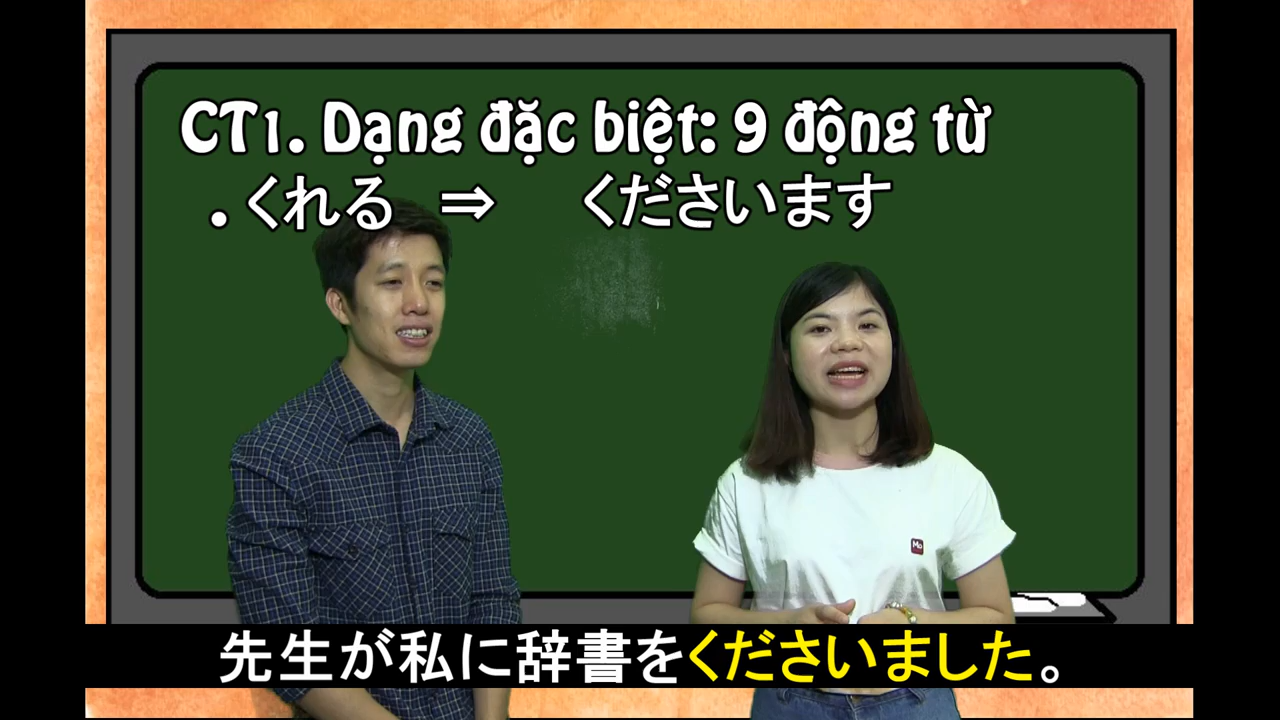 CT1. Dạng đặc biệt: 9 động từ
. くれる ⇒ くださいます
Mo
先生が私に辞書をくださいました。